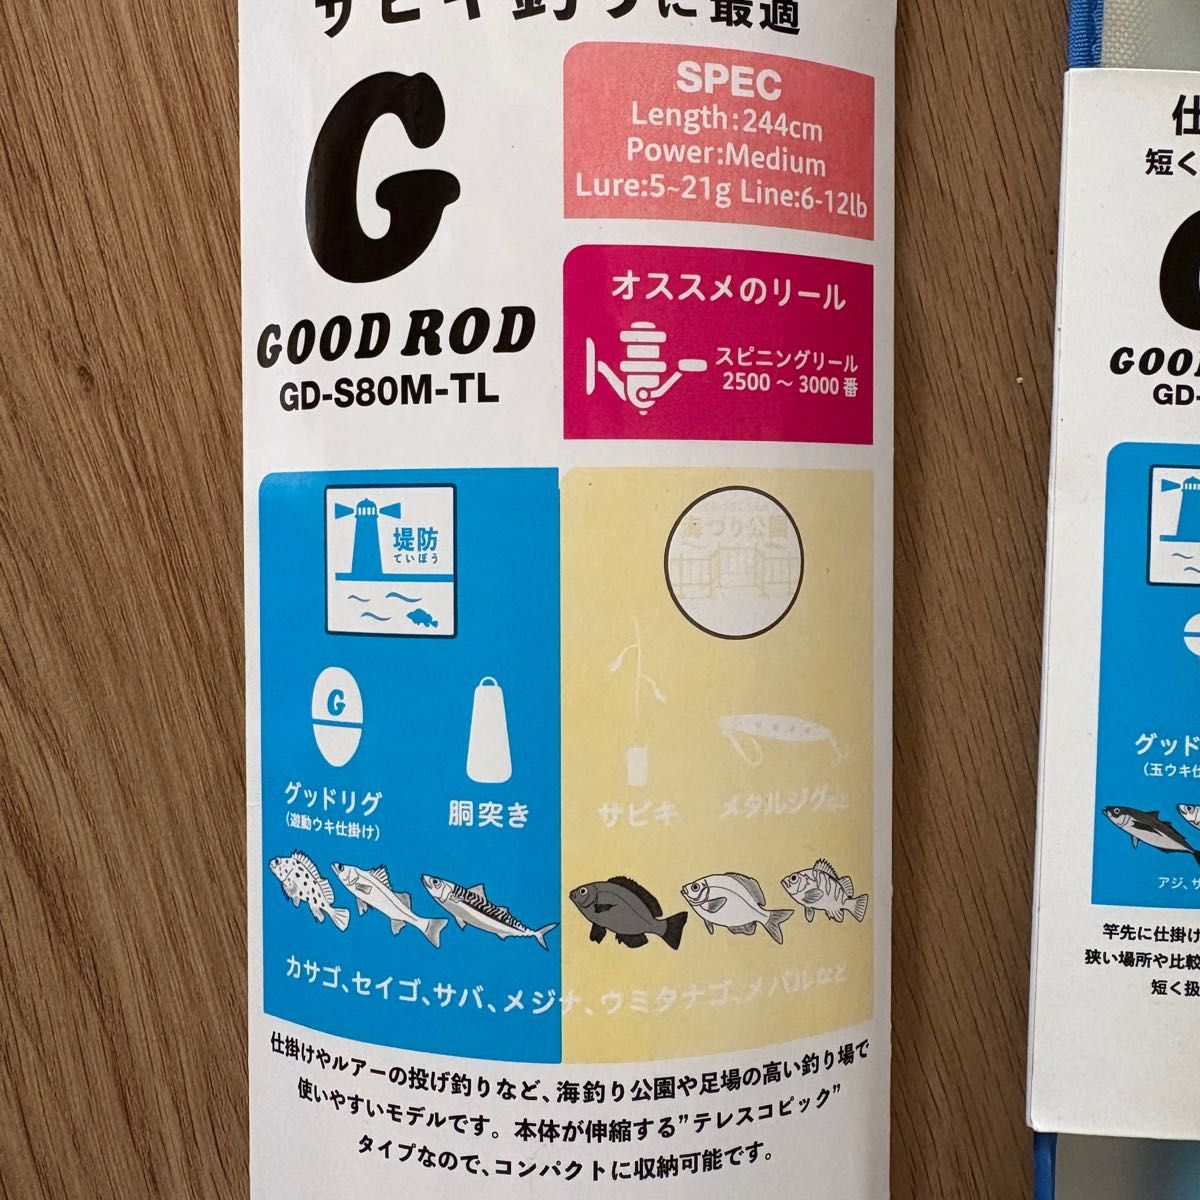 サビキ釣りに最適
SPEC
Length:244cm
Power:Medium
Lure:5~21g Line:6-12lb
G
GOOD ROD
GD-S80M-TL
オススメのリール
スピニングリール
2500 ~ 3000番
堤防
ていぼう
海づり公園
G
グッドリグ
(遊動ウキ仕掛け)
胴突き
サビキ
メタルジグなど
カサゴ、セイゴ、サバ、メジナ、ウミタナゴ、メバルなど
仕掛けやルアーの投げ釣りなど、海釣り公園や足場の高い釣り場で
使いやすいモデルです。本体が伸縮する”テレスコピック”
タイプなので、コンパクトに収納可能です。
仕
短く
GOO
GD-
グッド
(玉ウキ仕
アジ、サ
竿先に仕掛け
狭い場所や比較
短く扱